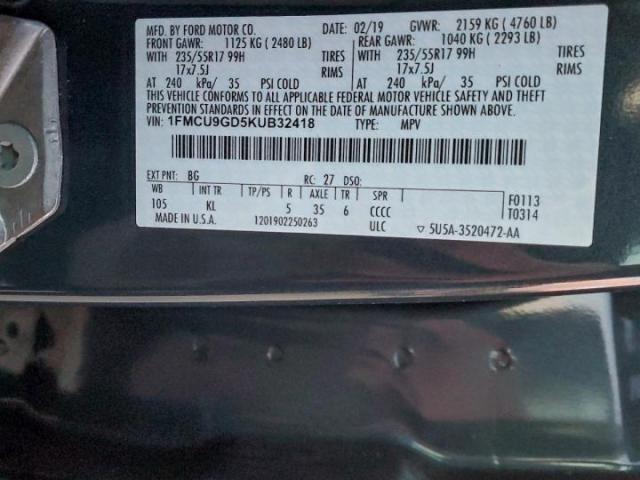 MFD. BY FORD MOTOR CO. 02/19 GVWR: 2159 KG ( 4760 LB)
FRONT GAWR: 1125 KG ( 2480 LB) REAR GAWR: 1040 KG ( 2293 LB)
WITH 235/55R17 99H TIRES WITH 235/55R17 99H TIRES
17x7.5J RIMS 17x7.5J RIMS
AT 240 kPa/ 35 PSI COLD AT 240 kPa/ 35 PSI COLD
THIS VEHICLE CONFORMS TO ALL APPLICABLE FEDERAL MOTOR VEHICLE SAFETY AND THEFT
PREVENTION STANDARDS IN EFFECT ON THE DATE OF MANUFACTURE SHOWN ABOVE.
VIN: 1FMCU9GD5KUB32418 TYPE: MPV
EXT PNT: BG RC: 27 DSO:
WB INT TR TP/PS R AXLE TR SPR F0113
105 KL 5 35 6 CCCC T0314
MADE IN U.S.A. 1201902250263 ULC ▽ 5U5A-3520472-AA